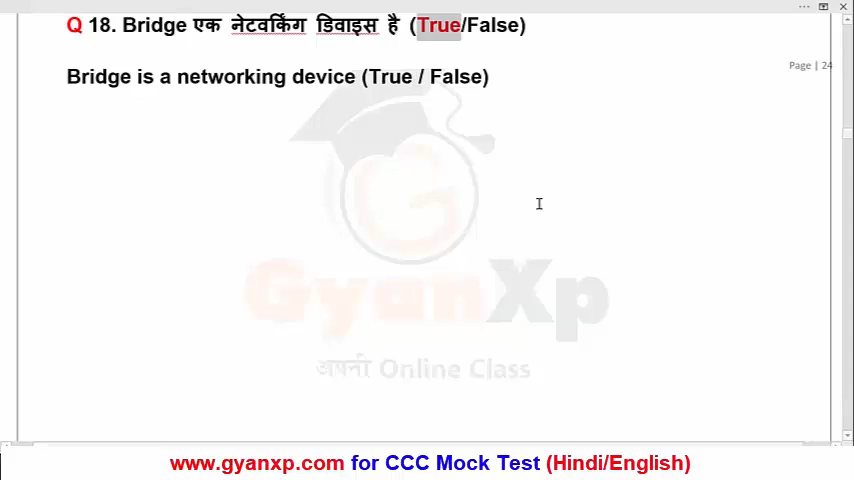 Q 18. Bridge एक नेटवर्किंग डिवाइस है (True/False)
Page | 24
Bridge is a networking device (True / False)
G
GyanXp
अपनी Online Class
www.gyanxp.com for CCC Mock Test (Hindi/English)